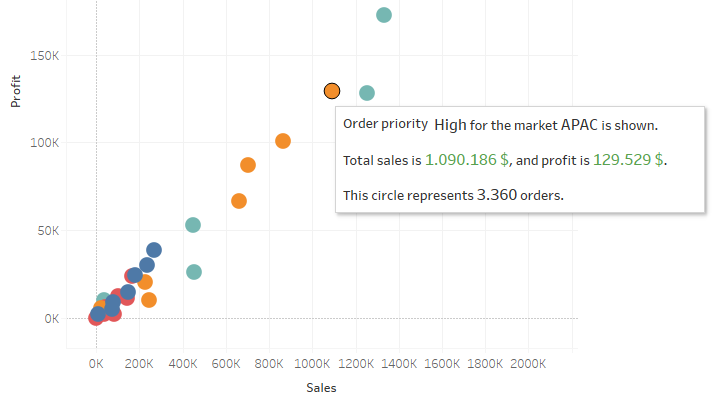 150K
Profit
Order priority High for the market APAC is shown.
100K
Total sales is 1.090.186 $, and profit is 129.529 $.
This circle represents 3.360 orders.
50K
0K
0K 200K 400K 600K 800K 1000K 1200K 1400K 1600K 1800K 2000K
Sales